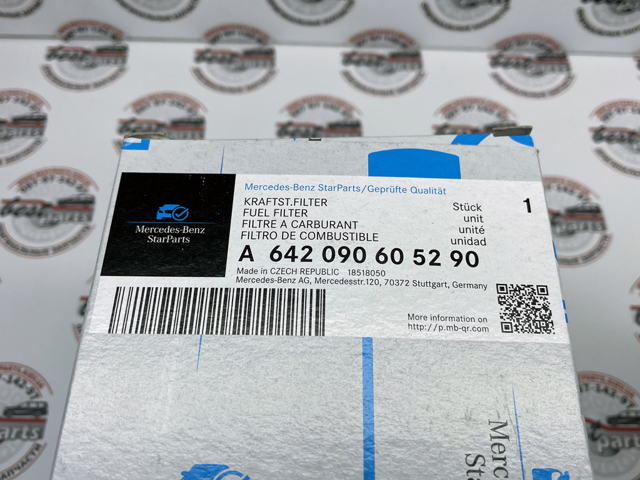 Mercedes-Benz StarParts/Geprüfte Qualität
KRAFTST.FILTER
FUEL FILTER
FILTRE A CARBURANT
FILTRO DE COMBUSTIBLE
Stück
unit
unité
unidad
1
Mercedes-Benz
StarParts
A 642 090 60 52 90
Made in CZECH REPUBLIC 18518050
Mercedes-Benz AG, Mercedesstr.120, 70372 Stuttgart, Germany
More information on
http://p.mb-qr.com